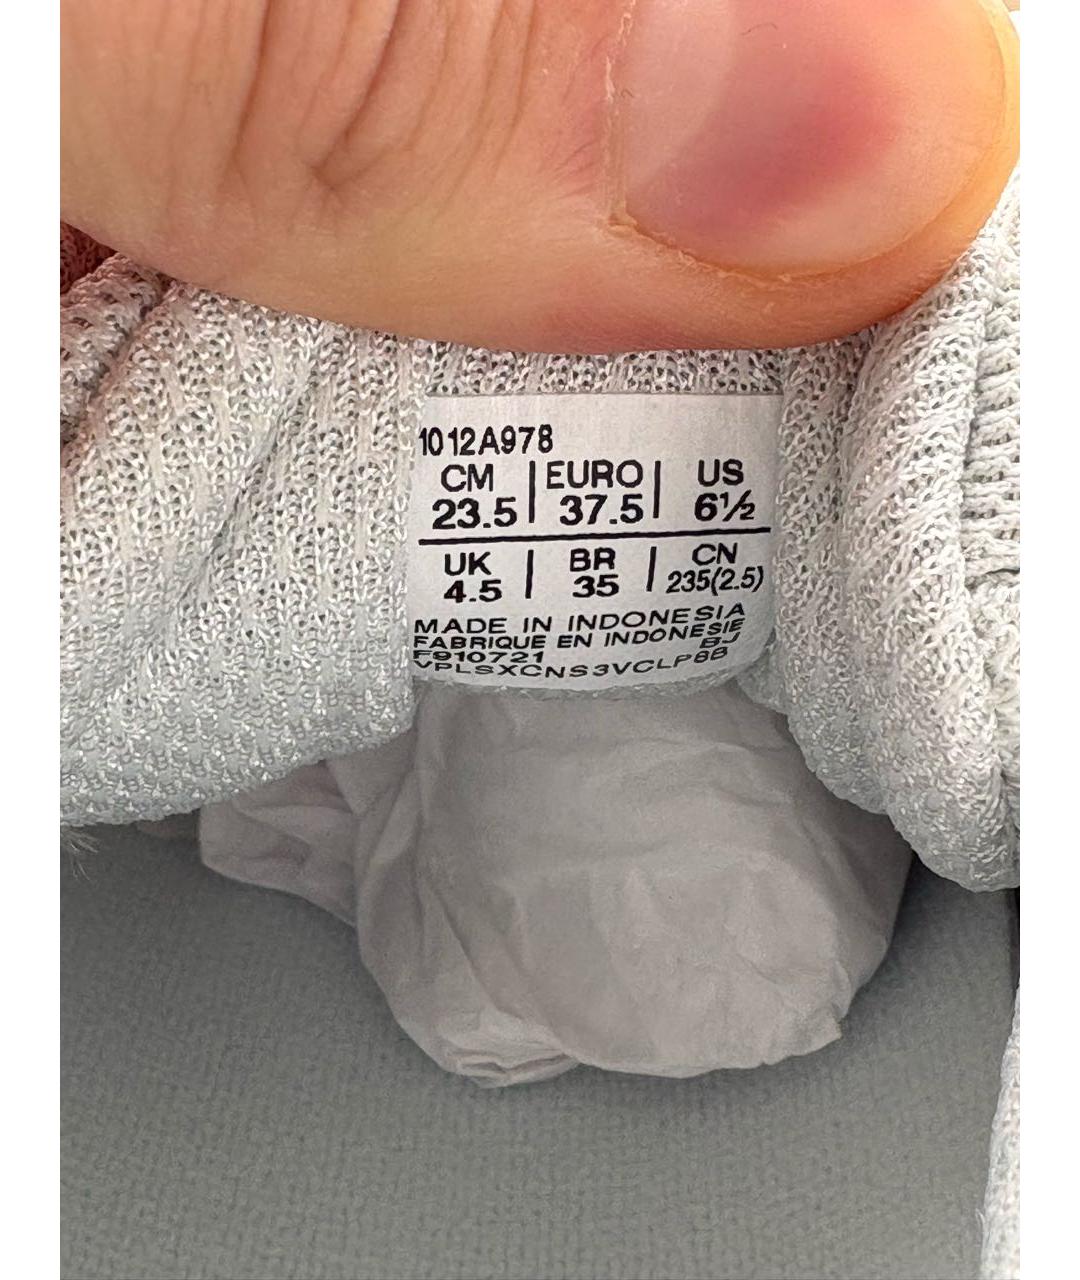 1012A978
CM | EURO | US
23.5 | 37.5 | 6½
UK | BR | CN
4.5 | 35 | 235(2.5)
MADE IN INDONESIA
FABRIQUE EN INDONESIE
F910721 BJ
VPLSXCNS3VCLP8B